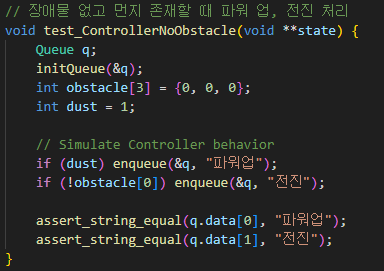 // 장애물 없고 먼지 존재할 때 파워 업, 전진 처리
void test_ControllerNoObstacle(void **state) {
    Queue q;
    initQueue(&q);
    int obstacle[3] = {0, 0, 0};
    int dust = 1;

    // Simulate Controller behavior
    if (dust) enqueue(&q, "파워업");
    if (!obstacle[0]) enqueue(&q, "전진");

    assert_string_equal(q.data[0], "파워업");
    assert_string_equal(q.data[1], "전진");
}